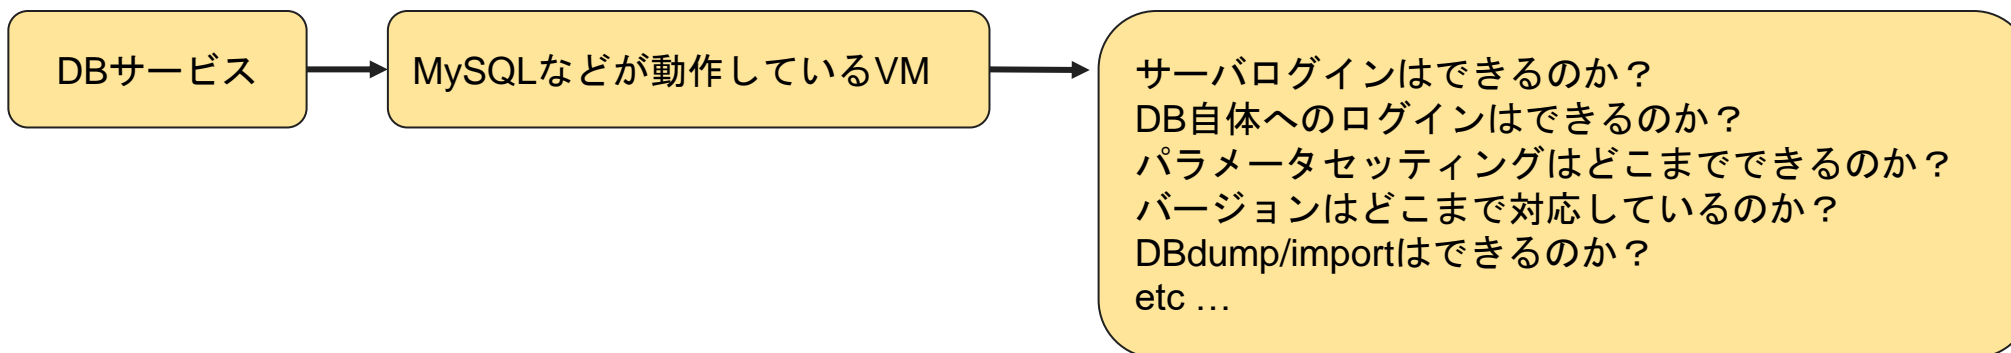 DBサービス
MySQLなどが動作しているVM
サーバログインはできるのか？
DB自体へのログインはできるのか？
パラメータセッティングはどこまでできるのか？
バージョンはどこまで対応しているのか？
DBdump/importはできるのか？
etc …